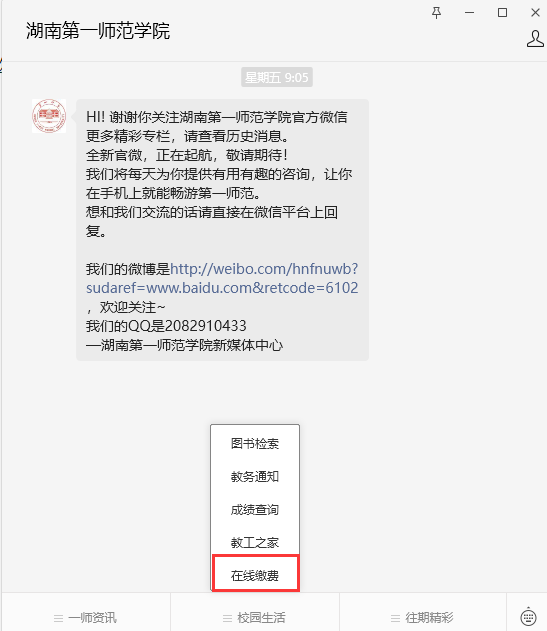 湖南第一师范学院
星期五 9:05
HI! 谢谢你关注湖南第一师范学院官方微信
更多精彩专栏，请查看历史消息。
全新官微，正在起航，敬请期待！
我们将每天为你提供有用有趣的咨询，让你
在手机上就能畅游第一师范。
想和我们交流的话请直接在微信平台上回
复。
我们的微博是http://weibo.com/hnfnuwb?
sudaref=www.baidu.com&retcode=6102
，欢迎关注~
我们的QQ是2082910433
—湖南第一师范学院新媒体中心
图书检索
教务通知
成绩查询
教工之家
在线缴费
一师资讯
校园生活
往期精彩